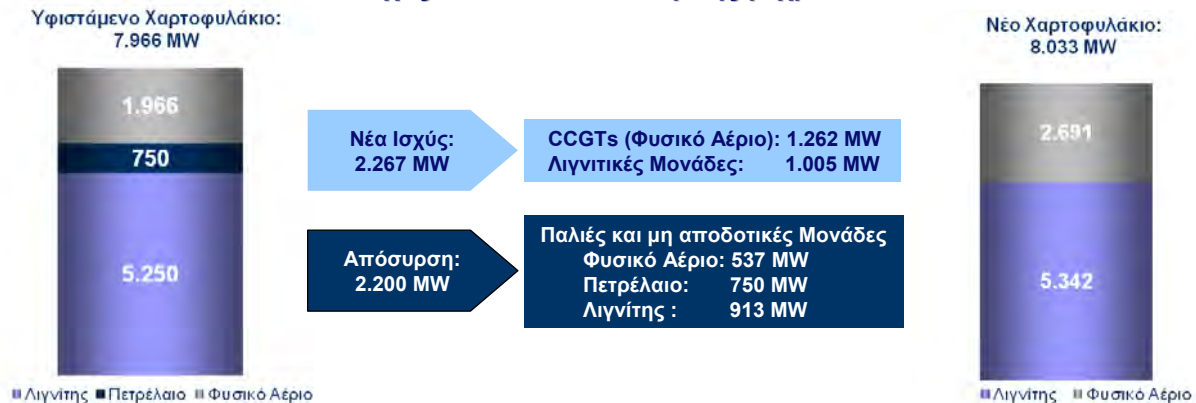 Υφιστάμενο Χαρτοφυλάκιο:
7.966 MW
1.966
750
5.250
Λιγνίτης Πετρέλαιο Φυσικό Αέριο
Νέα Ισχύς:
2.267 MW
CCGTs (Φυσικό Αέριο): 1.262 MW
Λιγνιτικές Μονάδες: 1.005 MW
Απόσυρση:
2.200 MW
Παλιές και μη αποδοτικές Μονάδες
Φυσικό Αέριο: 537 MW
Πετρέλαιο: 750 MW
Λιγνίτης : 913 MW
Νέο Χαρτοφυλάκιο:
8.033 MW
2.691
5.342
Λιγνίτης Φυσικό Αέριο